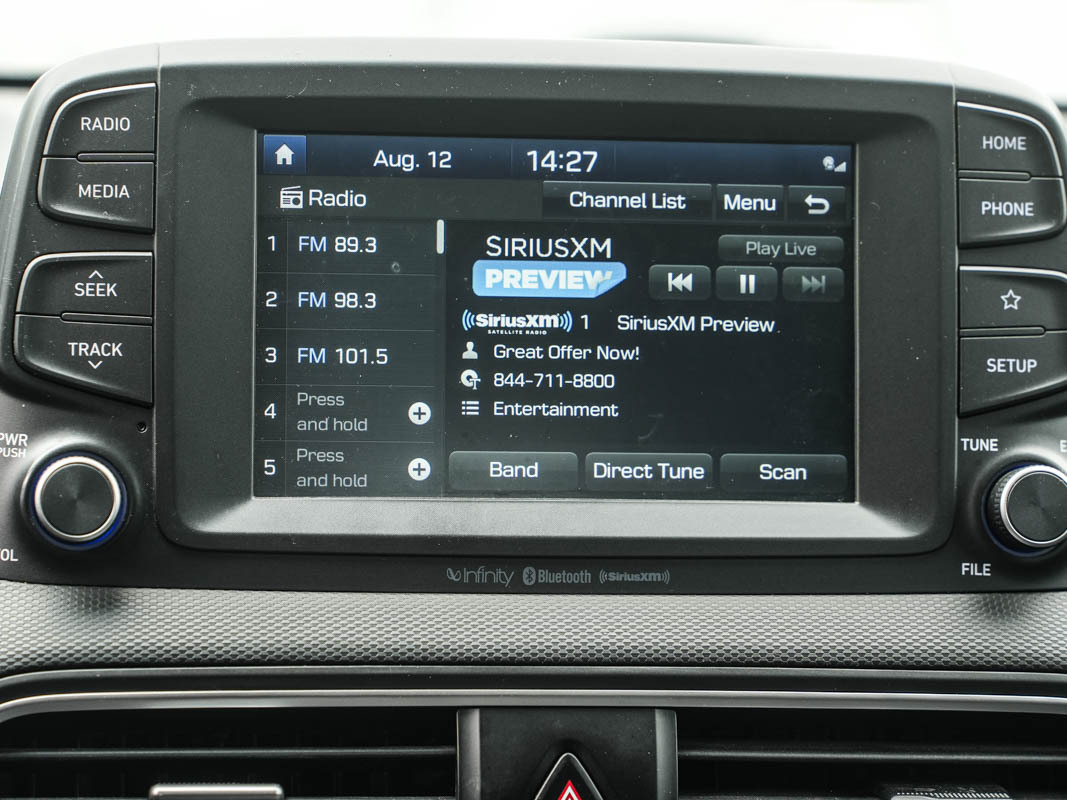 RADIO
MEDIA
SEEK
TRACK
PWR
PUSH
Aug. 12 14:27
Radio Channel List Menu
1 FM 89.3
2 FM 98.3
3 FM 101.5
4 Press and hold
5 Press and hold
SIRIUSXM
PREVIEW
Play Live
SiriusXM 1 SiriusXM Preview
SATELLITE RADIO
Great Offer Now!
844-711-8800
Entertainment
Band Direct Tune Scan
HOME
PHONE
SETUP
TUNE
FILE
Infinity Bluetooth SiriusXM